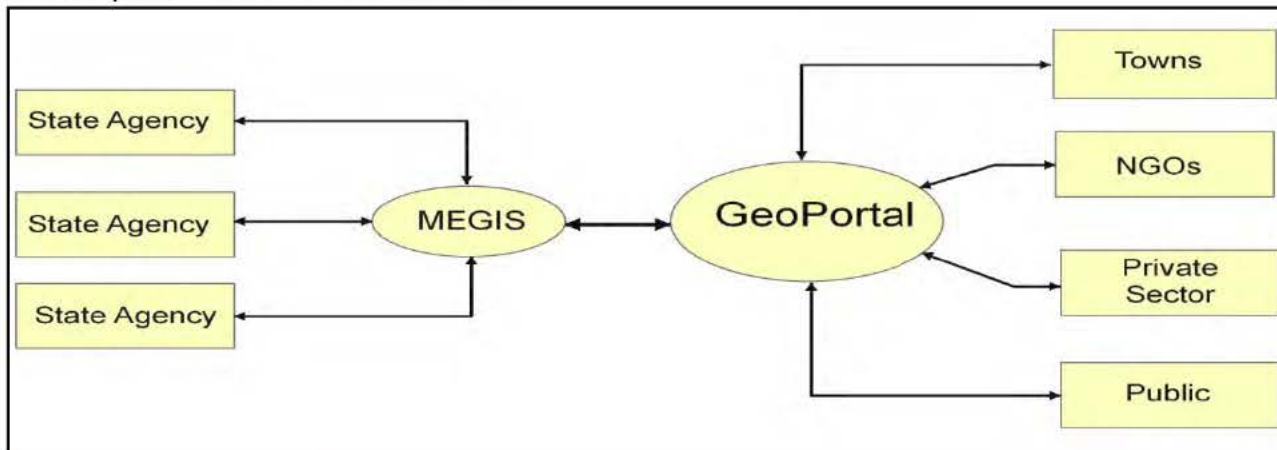 State Agency
State Agency
State Agency
MEGIS
GeoPortal
Towns
NGOs
Private
Sector
Public